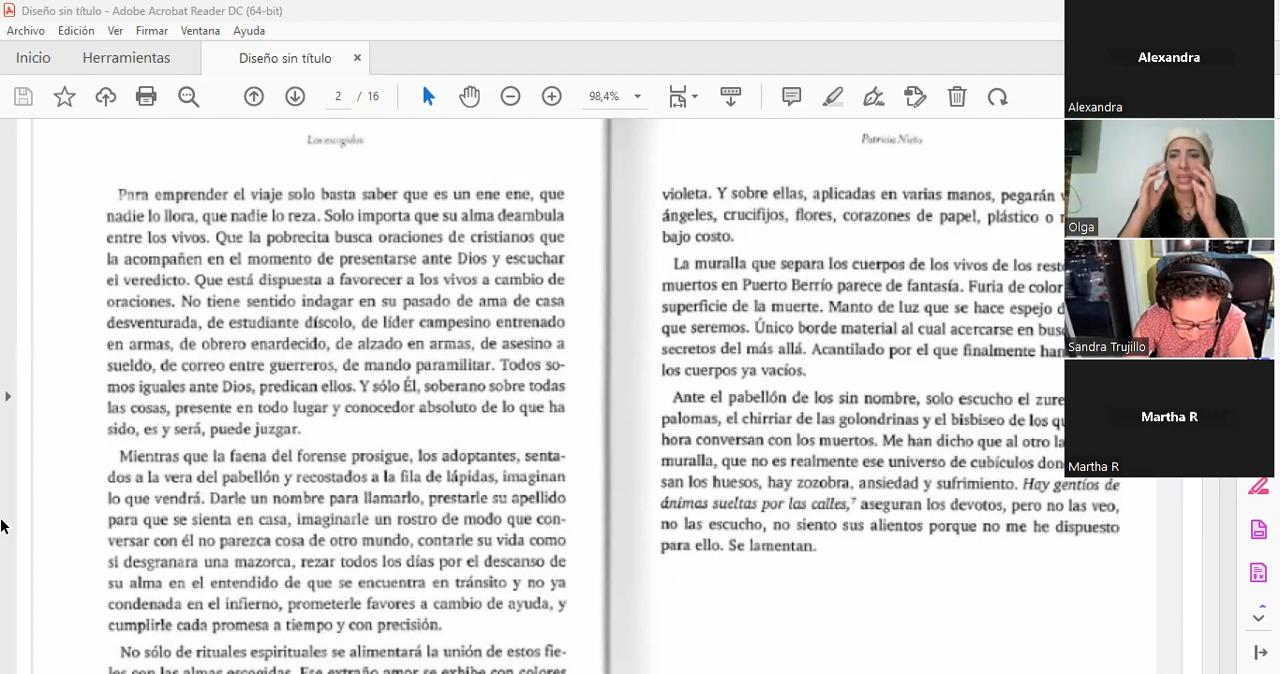 Diseño sin título - Adobe Acrobat Reader DC (64-bit)
Archivo Edición Ver Firmar Ventana Ayuda
Inicio Herramientas Diseño sin título ×
2 / 16 98,4%
Los escogidos
Para emprender el viaje solo basta saber que es un ene ene, que
nadie lo llora, que nadie lo reza. Solo importa que su alma deambula
entre los vivos. Que la pobrecita busca oraciones de cristianos que
la acompañen en el momento de presentarse ante Dios y escuchar
el veredicto. Que está dispuesta a favorecer a los vivos a cambio de
oraciones. No tiene sentido indagar en su pasado de ama de casa
desventurada, de estudiante díscolo, de líder campesino entrenado
en armas, de obrero enardecido, de alzado en armas, de asesino a
sueldo, de correo entre guerreros, de mando paramilitar. Todos so-
mos iguales ante Dios, predican ellos. Y sólo Él, soberano sobre todas
las cosas, presente en todo lugar y conocedor absoluto de lo que ha
sido, es y será, puede juzgar.
Mientras que la faena del forense prosigue, los adoptantes, senta-
dos a la vera del pabellón y recostados a la fila de lápidas, imaginan
lo que vendrá. Darle un nombre para llamarlo, prestarle su apellido
para que se sienta en casa, imaginarle un rostro de modo que con-
versar con él no parezca cosa de otro mundo, contarle su vida como
si desgranara una mazorca, rezar todos los días por el descanso de
su alma en el entendido de que se encuentra en tránsito y no ya
condenada en el infierno, prometerle favores a cambio de ayuda, y
cumplirle cada promesa a tiempo y con precisión.
No sólo de rituales espirituales se alimentará la unión de estos fie-
les con las almas escogidas. Ese extraño amor se exhibe con colores
Patricia Nieto
violeta. Y sobre ellas, aplicadas en varias manos, pegarán
ángeles, crucifijos, flores, corazones de papel, plástico o
bajo costo.
La muralla que separa los cuerpos de los vivos de los
muertos en Puerto Berrío parece de fantasía. Furia de color
superficie de la muerte. Manto de luz que se hace espejo
que seremos. Único borde material al cual acercarse en
secretos del más allá. Acantilado por el que finalmente
los cuerpos ya vacíos.
Ante el pabellón de los sin nombre, solo escucho el
palomas, el chirriar de las golondrinas y el bisbiseo de los
hora conversan con los muertos. Me han dicho que al otro
muralla, que no es realmente ese universo de cubículos
san los huesos, hay zozobra, ansiedad y sufrimiento. Hay gentíos de
ánimas sueltas por las calles,7 aseguran los devotos, pero no las veo,
no las escucho, no siento sus alientos porque no me he dispuesto
para ello. Se lamentan.
Alexandra
Alexandra
Olga
Sandra Trujillo
Martha R
Martha R